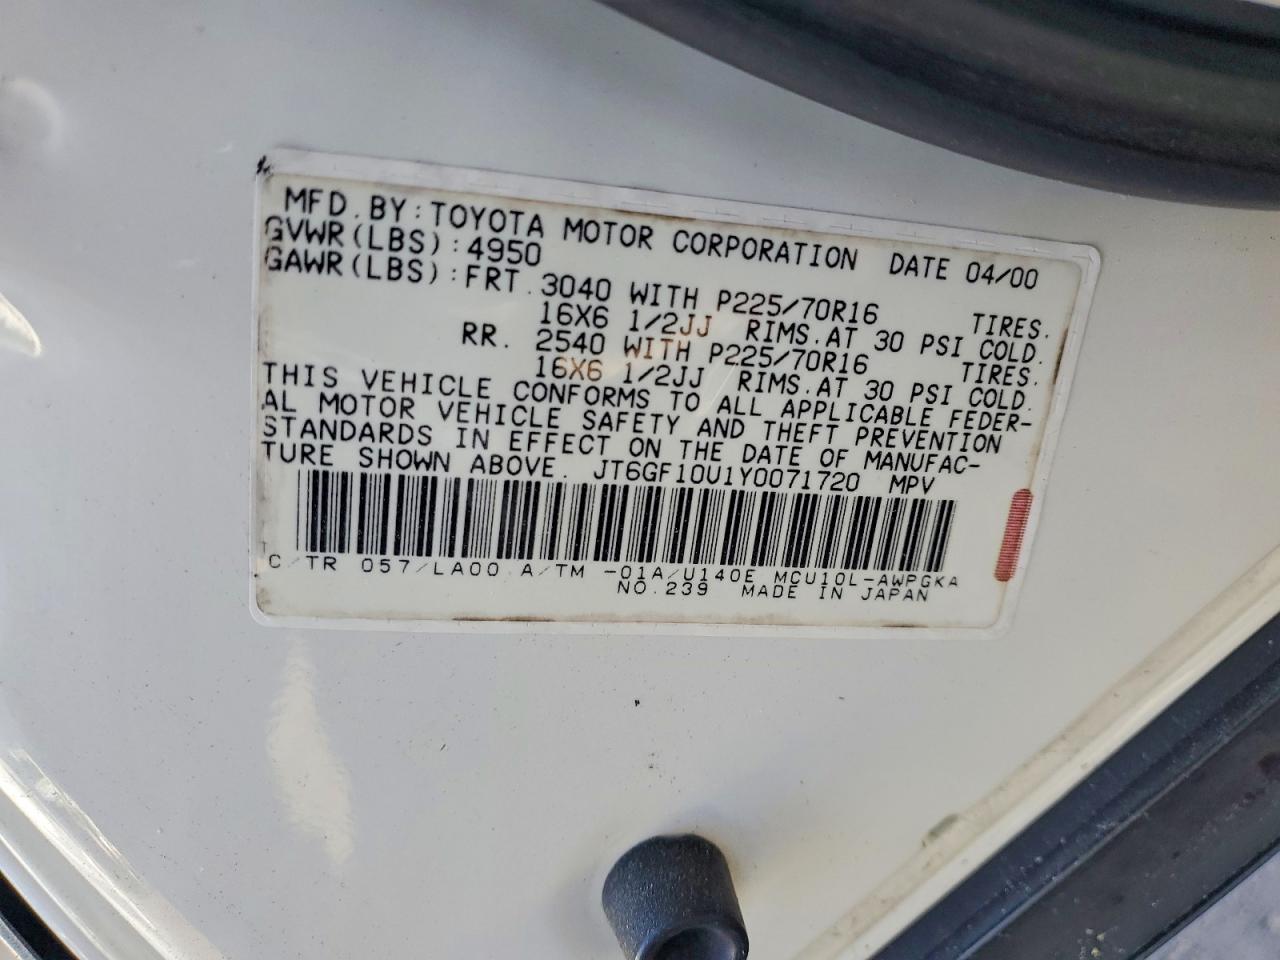 MFD. BY: TOYOTA MOTOR CORPORATION DATE 04/00
GVWR(LBS): 4950
GAWR(LBS): FRT. 3040 WITH P225/70R16 TIRES.
16X6 1/2JJ RIMS. AT 30 PSI COLD.
RR. 2540 WITH P225/70R16 TIRES.
16X6 1/2JJ RIMS. AT 30 PSI COLD.
THIS VEHICLE CONFORMS TO ALL APPLICABLE FEDER-
AL MOTOR VEHICLE SAFETY AND THEFT PREVENTION
STANDARDS IN EFFECT ON THE DATE OF MANUFAC-
TURE SHOWN ABOVE. JT6GF10U1Y0071720 MPV
C/TR 057/LA00 A/TM -01A/U140E MCU10L-AWPGKA
NO. 239 MADE IN JAPAN